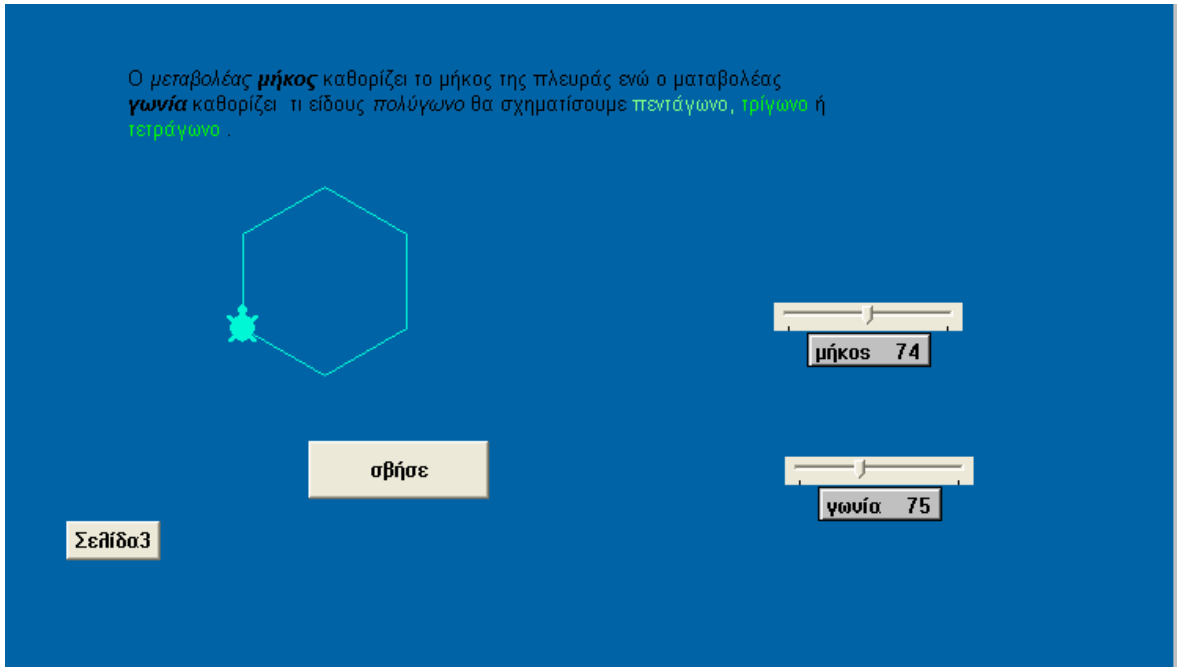 Ο μεταβολέας μήκος καθορίζει το μήκος της πλευράς ενώ ο ματαβολέας
γωνία καθορίζει τι είδους πολύγωνο θα σχηματίσουμε πεντάγωνο, τρίγωνο ή
τετράγωνο .
μήκος 74
σβήσε
γωνία 75
Σελίδα3